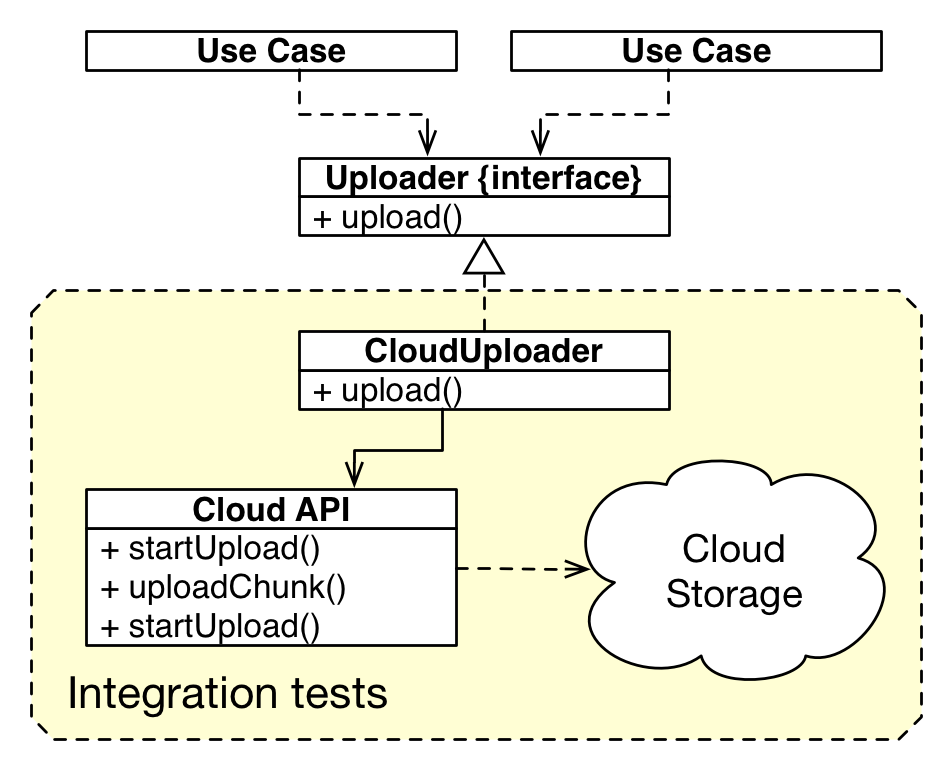 Use Case
Use Case
Uploader {interface}
+ upload()
CloudUploader
+ upload()
Cloud API
+ startUpload()
+ uploadChunk()
+ startUpload()
Cloud
Storage
Integration tests